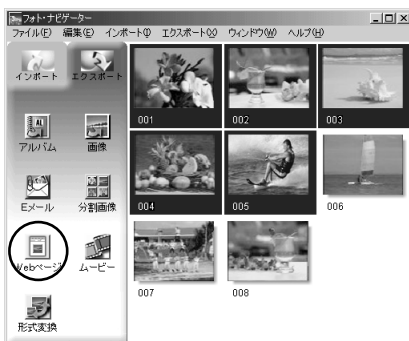 フォト・ナビゲーター
ファイル(F) 編集(E) インポート(I) エクスポート(X) ウィンドウ(W) ヘルプ(H)
インポート エクスポート
001 002 003
アルバム 画像
004 005 006
Eメール 分割画像
Webページ ムービー
007 008
形式変換